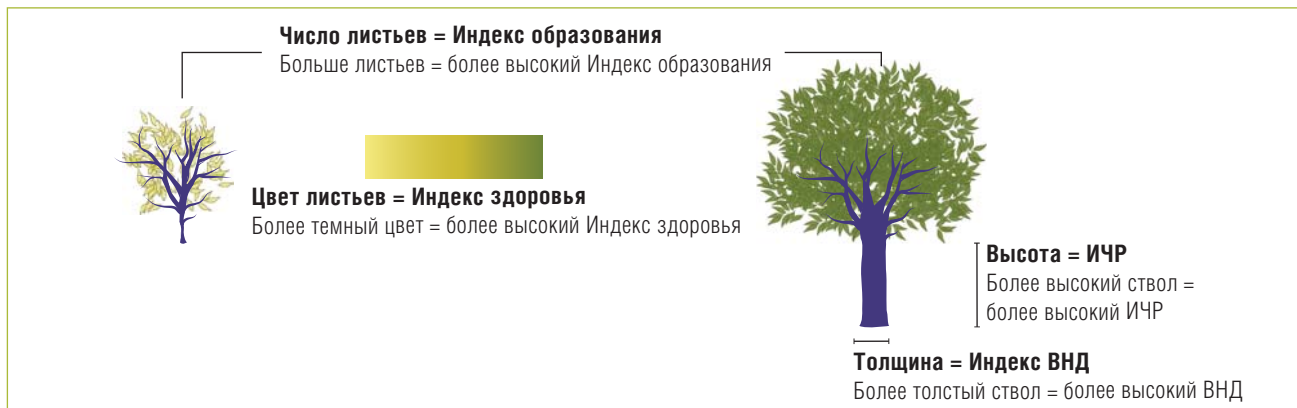 Число листьев = Индекс образования
Больше листьев = более высокий Индекс образования
Цвет листьев = Индекс здоровья
Более темный цвет = более высокий Индекс здоровья
Высота = ИЧР
Более высокий ствол =
более высокий ИЧР
Толщина = Индекс ВНД
Более толстый ствол = более высокий ВНД